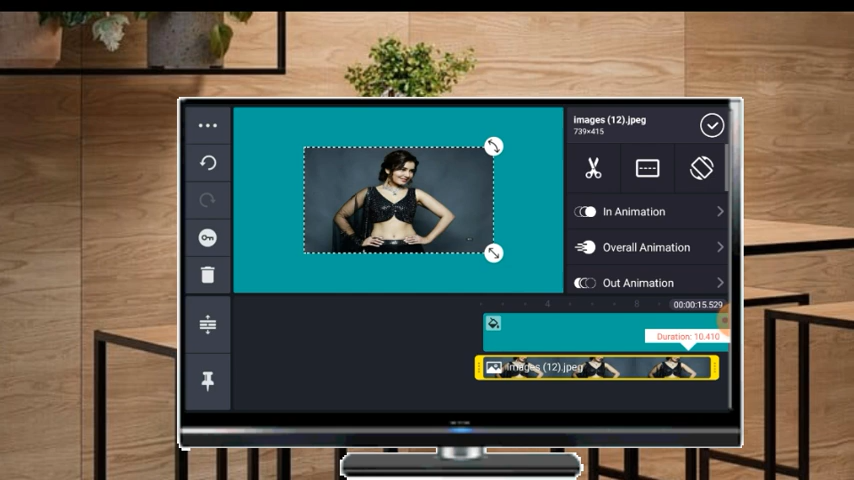 images (12).jpeg
739×415
In Animation
Overall Animation
Out Animation
4
8
00:00:15.529
Duration: 10.410
images (12).jpeg